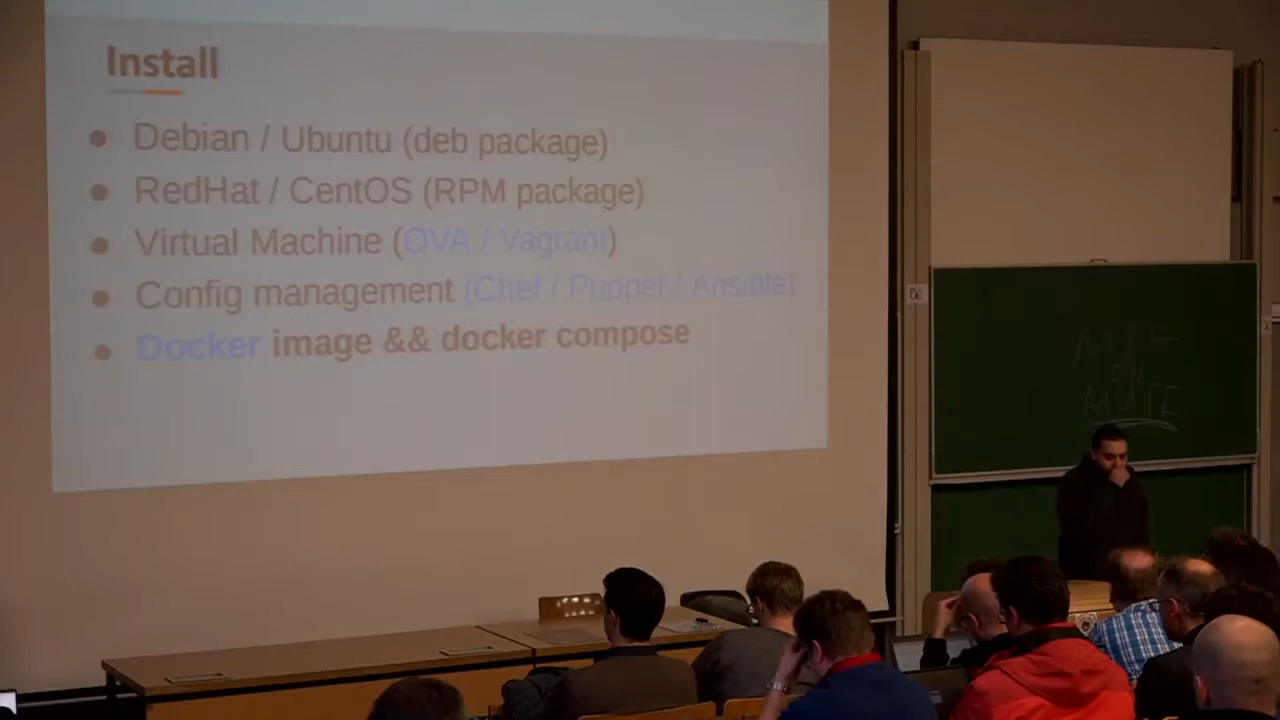 Install
Debian / Ubuntu (deb package)
RedHat / CentOS (RPM package)
Virtual Machine (OVA / Vagrant)
Config management (Chef / Puppet / Ansible)
Docker image && docker compose
MUTE